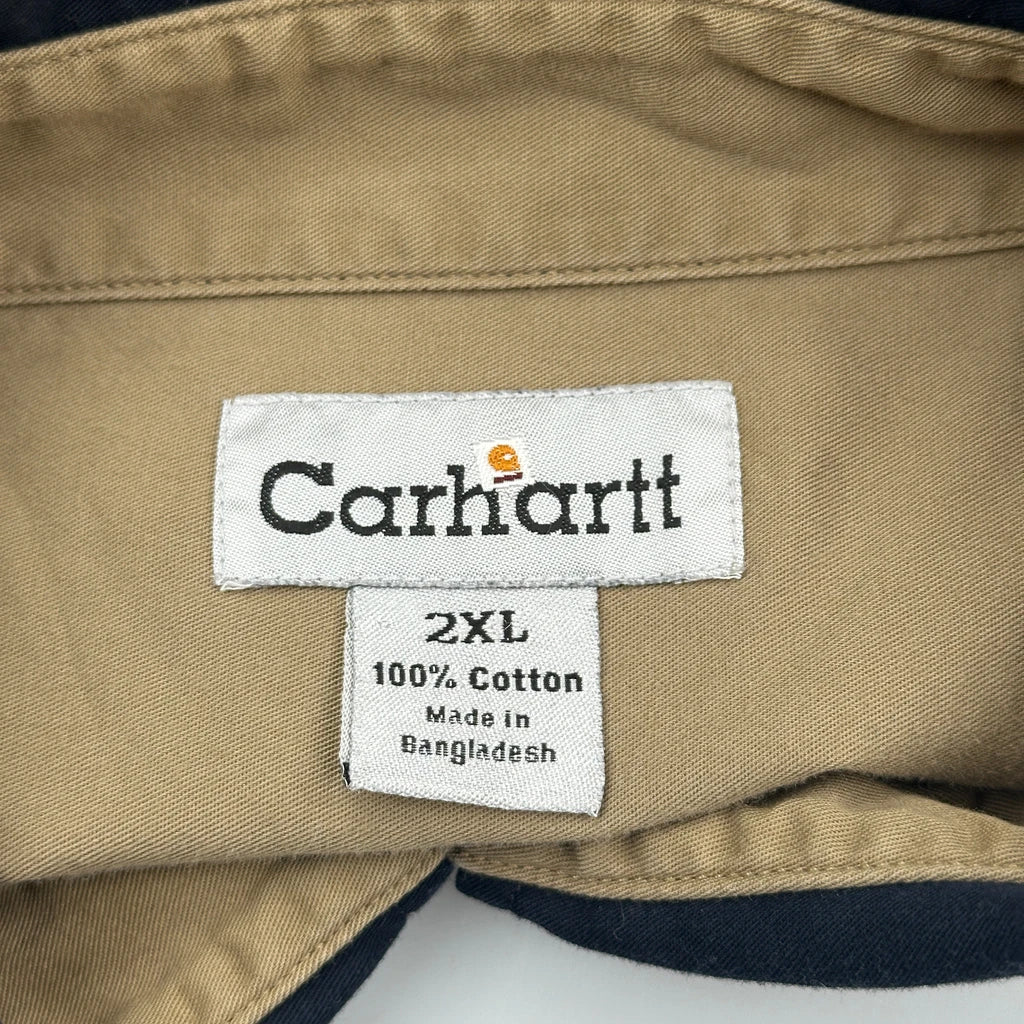 Carhartt
2XL
100% Cotton
Made in
Bangladesh